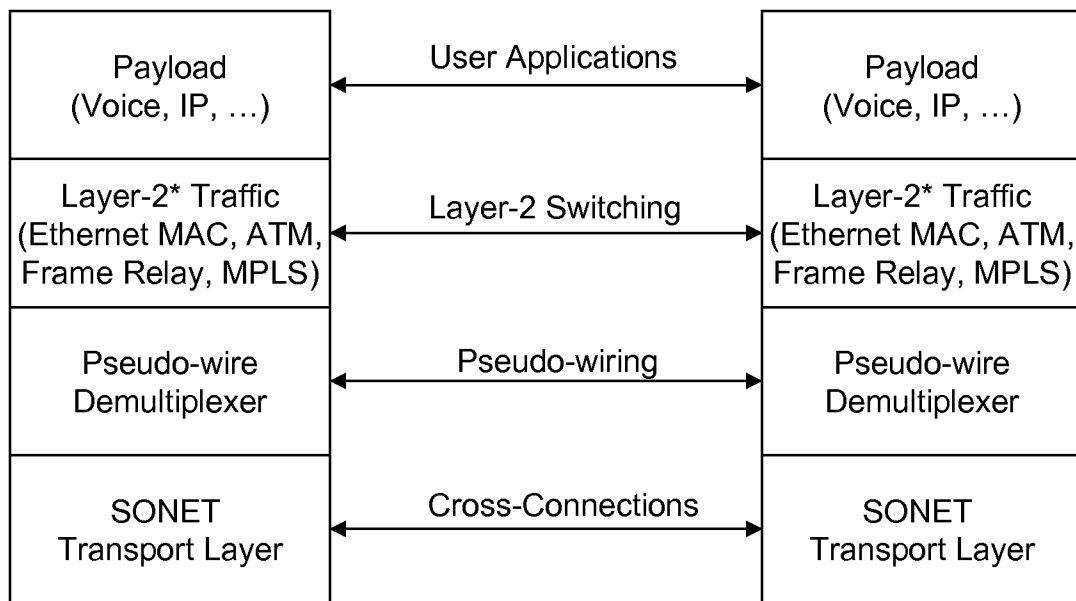 Payload
(Voice, IP, …)
User Applications
Payload
(Voice, IP, …)
Layer-2* Traffic
(Ethernet MAC, ATM,
Frame Relay, MPLS)
Layer-2 Switching
Layer-2* Traffic
(Ethernet MAC, ATM,
Frame Relay, MPLS)
Pseudo-wire
Demultiplexer
Pseudo-wiring
Pseudo-wire
Demultiplexer
SONET
Transport Layer
Cross-Connections
SONET
Transport Layer